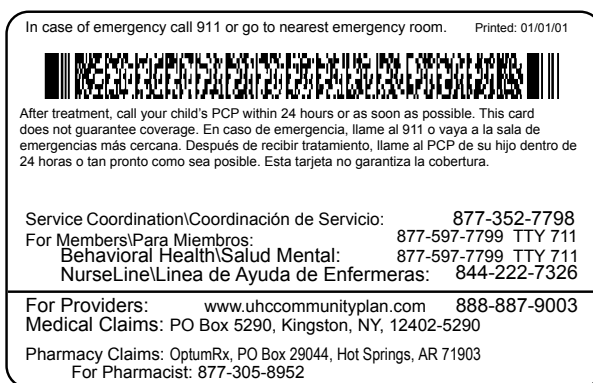 In case of emergency call 911 or go to nearest emergency room. Printed: 01/01/01
After treatment, call your child's PCP within 24 hours or as soon as possible. This card
does not guarantee coverage. En caso de emergencia, llame al 911 o vaya a la sala de
emergencias más cercana. Después de recibir tratamiento, llame al PCP de su hijo dentro de
24 horas o tan pronto como sea posible. Esta tarjeta no garantiza la cobertura.
Service Coordination\Coordinación de Servicio: 877-352-7798
For Members\Para Miembros: 877-597-7799 TTY 711
Behavioral Health\Salud Mental: 877-597-7799 TTY 711
NurseLine\Linea de Ayuda de Enfermeras: 844-222-7326
For Providers: www.uhccommunityplan.com 888-887-9003
Medical Claims: PO Box 5290, Kingston, NY, 12402-5290
Pharmacy Claims: OptumRx, PO Box 29044, Hot Springs, AR 71903
For Pharmacist: 877-305-8952